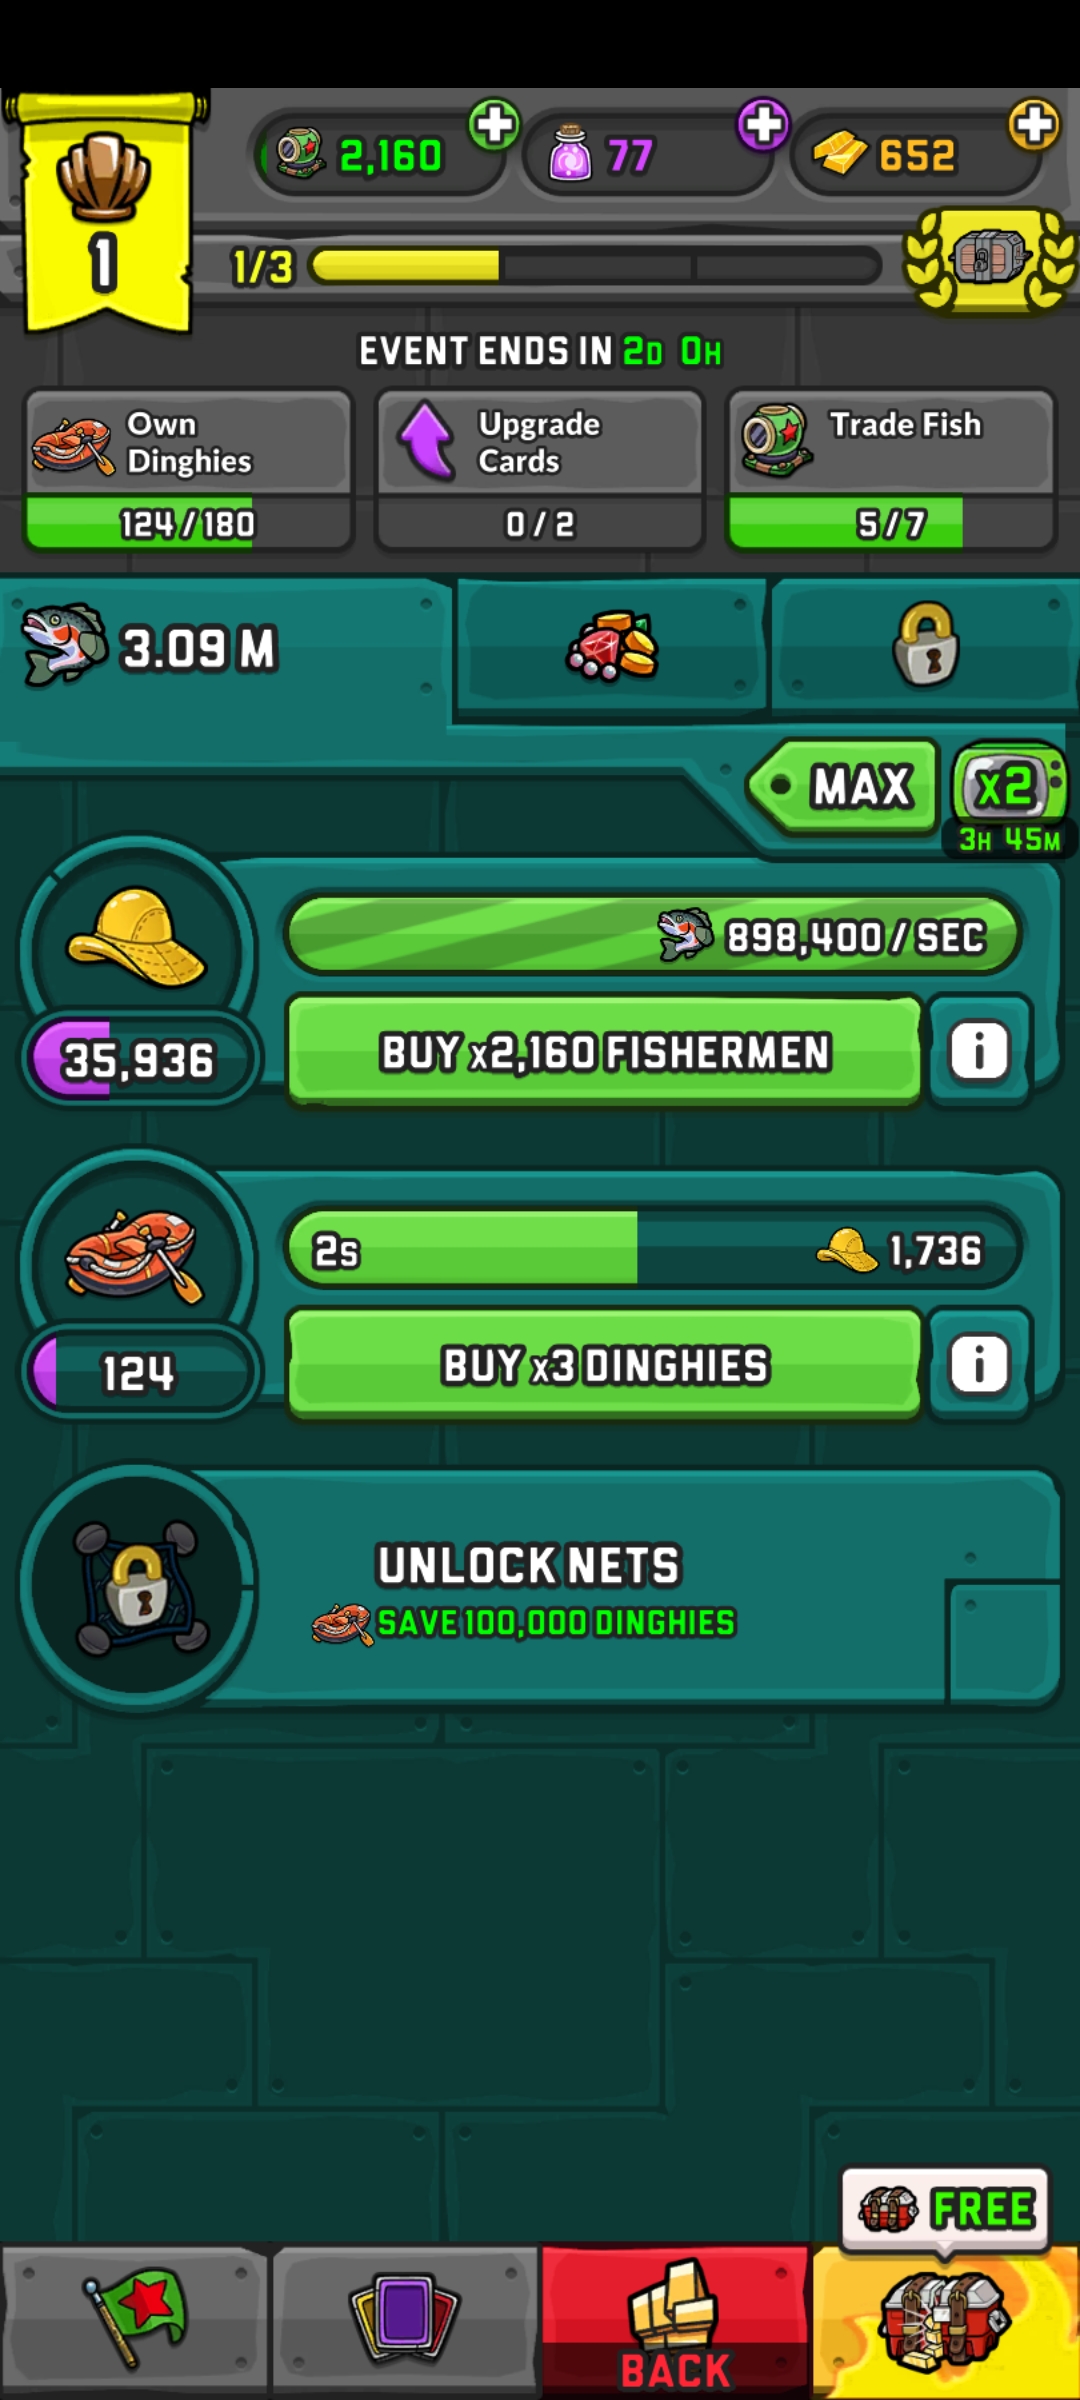 2,160
77
652
1
1/3
EVENT ENDS IN 2D 0H
Own
Dinghies
124/180
Upgrade
Cards
0/2
Trade Fish
5/7
3.09 M
MAX
x2
3H 45M
898,400/SEC
35,936
BUY x2,160 FISHERMEN
i
2s
1,736
124
BUY x3 DINGHIES
i
UNLOCK NETS
SAVE 100,000 DINGHIES
FREE
BACK